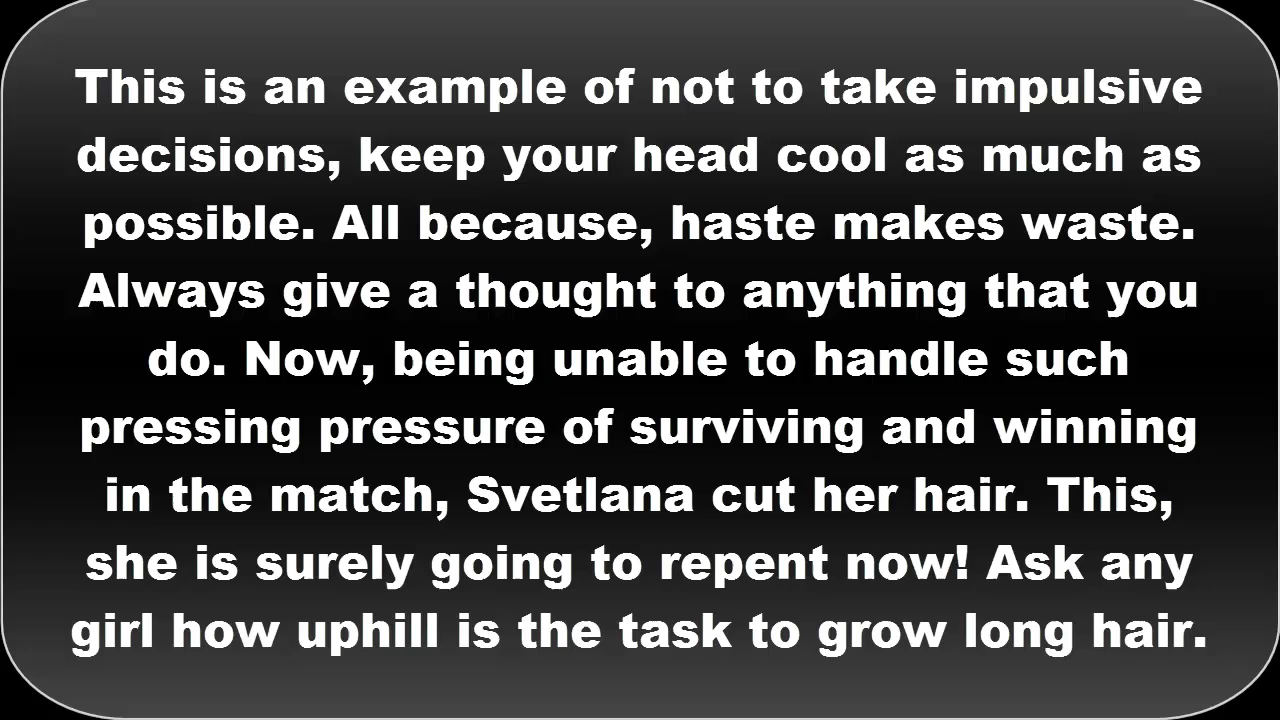 This is an example of not to take impulsive
decisions, keep your head cool as much as
possible. All because, haste makes waste.
Always give a thought to anything that you
do. Now, being unable to handle such
pressing pressure of surviving and winning
in the match, Svetlana cut her hair. This,
she is surely going to repent now! Ask any
girl how uphill is the task to grow long hair.